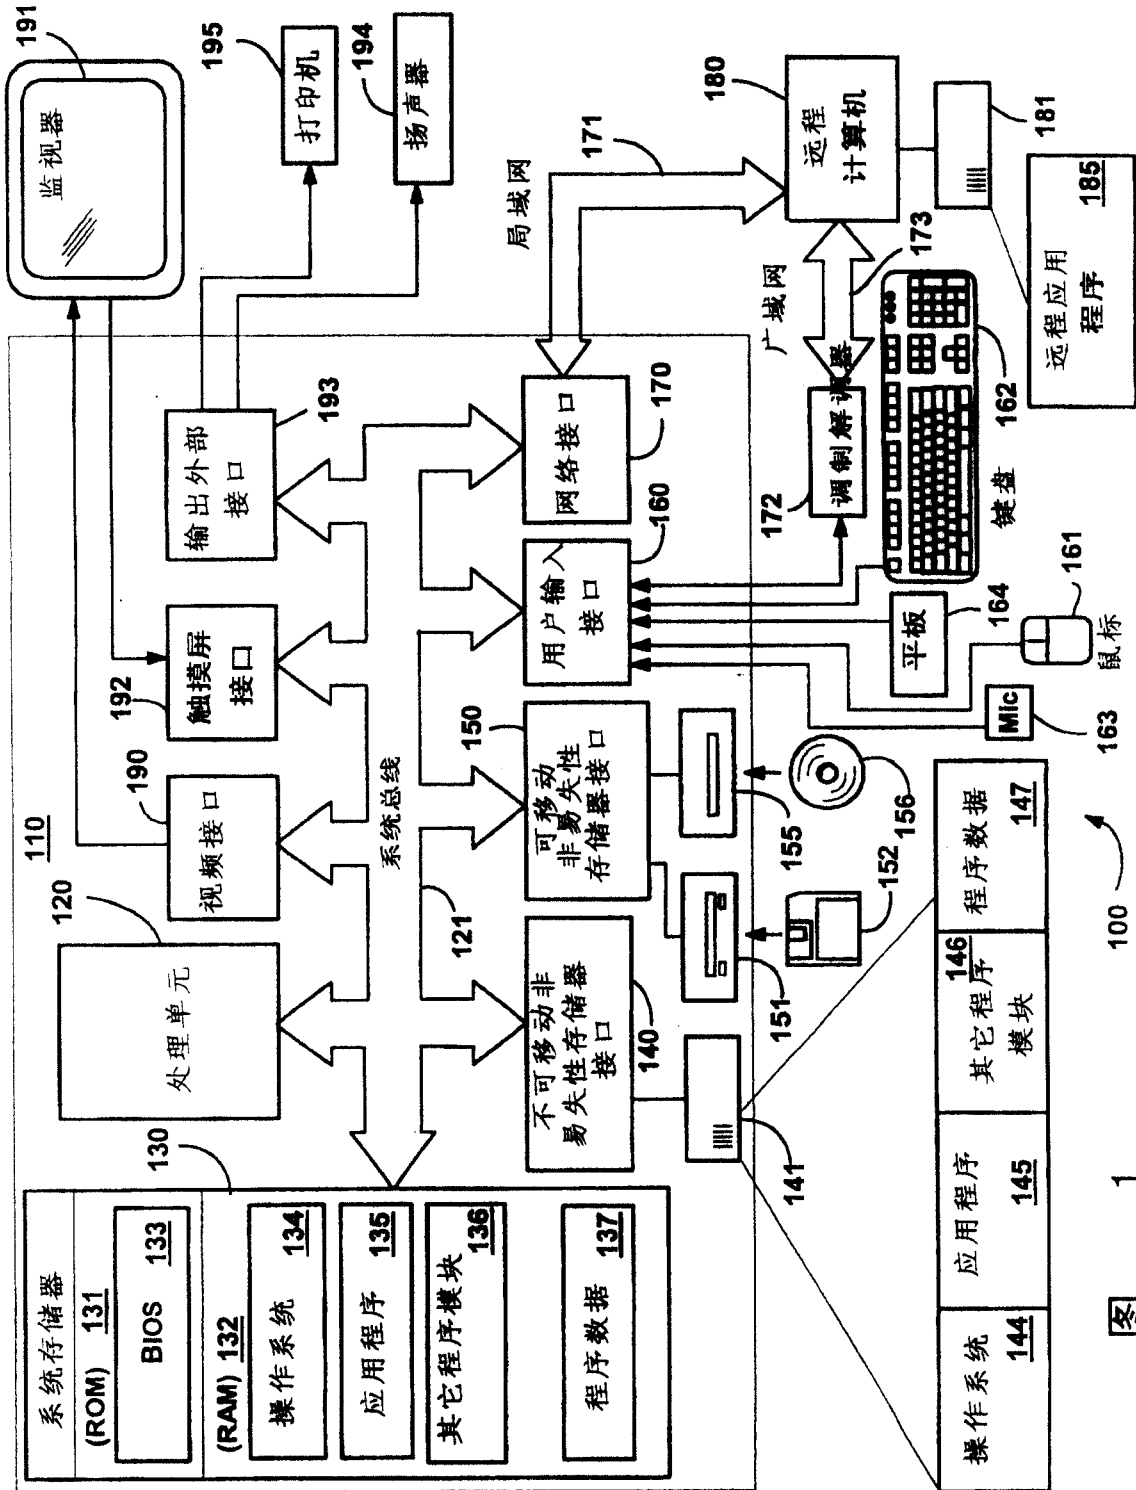 系统存储器
(ROM) 131
BIOS 133
(RAM) 132
操作系统 134
应用程序 135
其它程序模块 136
程序数据 137
130
处理单元
120
110
视频接口
190
触摸屏
接口
192
输出外部
接口
193
监视器
191
打印机
195
扬声器
194
系统总线
121
不可移动非
易失性存储器
接口
140
可移动
非易失性
存储器接口
150
用户输入
接口
160
网络接口
170
局域网
171
远程
计算机
180
181
广域网
173
调制解调器
172
远程应用
程序
185
141
151
152
155
156
Mic
163
平板
164
鼠标
161
键盘
162
操作系统
144
应用程序
145
其它程序
模块
146
程序数据
147
100
图 1